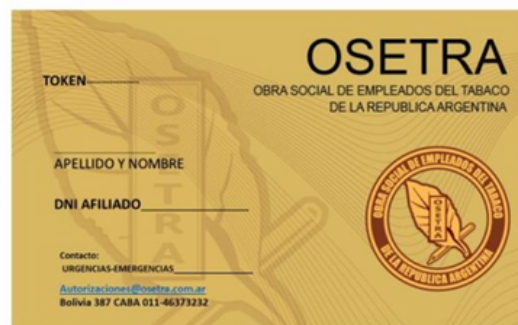 OSETRA
OBRA SOCIAL DE EMPLEADOS DEL TABACO
DE LA REPUBLICA ARGENTINA
TOKEN
APELLIDO Y NOMBRE
DNI AFILIADO
Contacto:
URGENCIAS-EMERGENCIAS
Autorizaciones@osetra.com.ar
Bolivia 387 CABA 011-46373232
OBRA SOCIAL DE EMPLEADOS DEL TABACO
DE LA REPUBLICA ARGENTINA
OSETRA
OSETRA